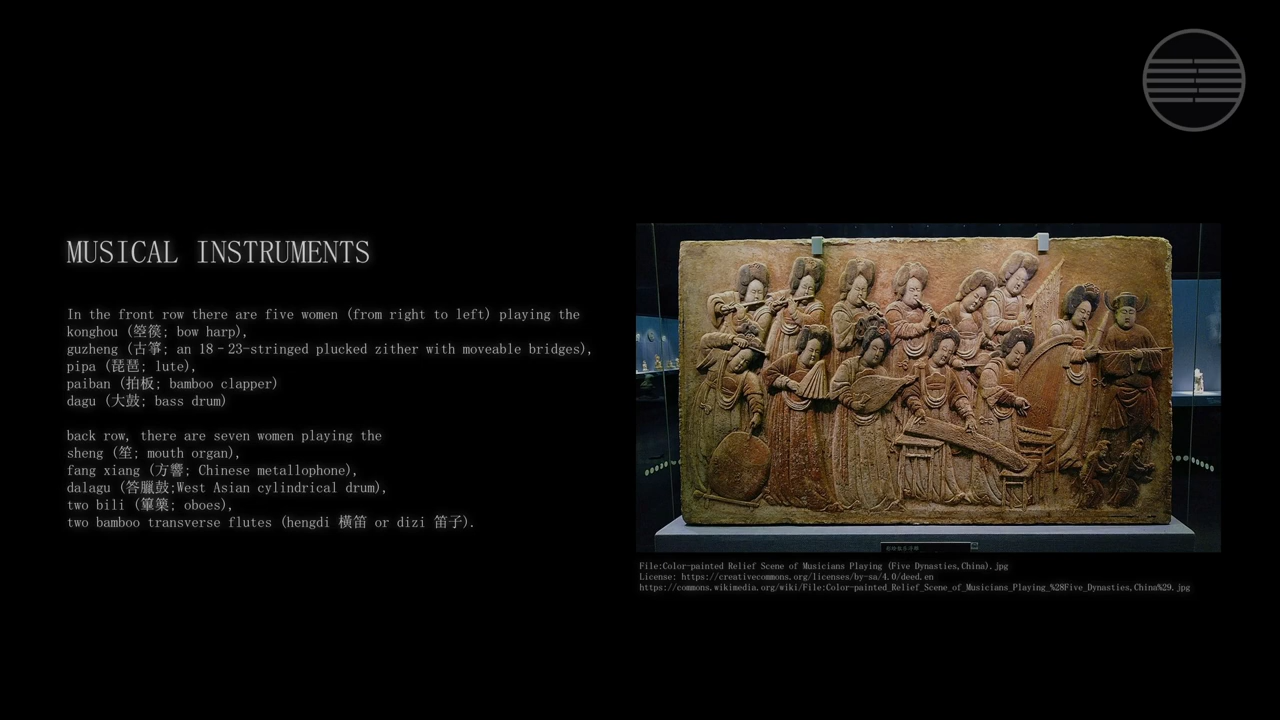 MUSICAL INSTRUMENTS
In the front row there are five women (from right to left) playing the
konghou (箜篌; bow harp),
guzheng (古箏; an 18–23-stringed plucked zither with moveable bridges),
pipa (琵琶; lute),
paiban (拍板; bamboo clapper)
dagu (大鼓; bass drum)
back row, there are seven women playing the
sheng (笙; mouth organ),
fang xiang (方響; Chinese metallophone),
dalagu (答臘鼓;West Asian cylindrical drum),
two bili (篳篥; oboes),
two bamboo transverse flutes (hengdi 橫笛 or dizi 笛子).
File:Color-painted Relief Scene of Musicians Playing (Five Dynasties,China).jpg
License: https://creativecommons.org/licenses/by-sa/4.0/deed.en
https://commons.wikimedia.org/wiki/File:Color-painted_Relief_Scene_of_Musicians_Playing_%28Five_Dynasties,China%29.jpg